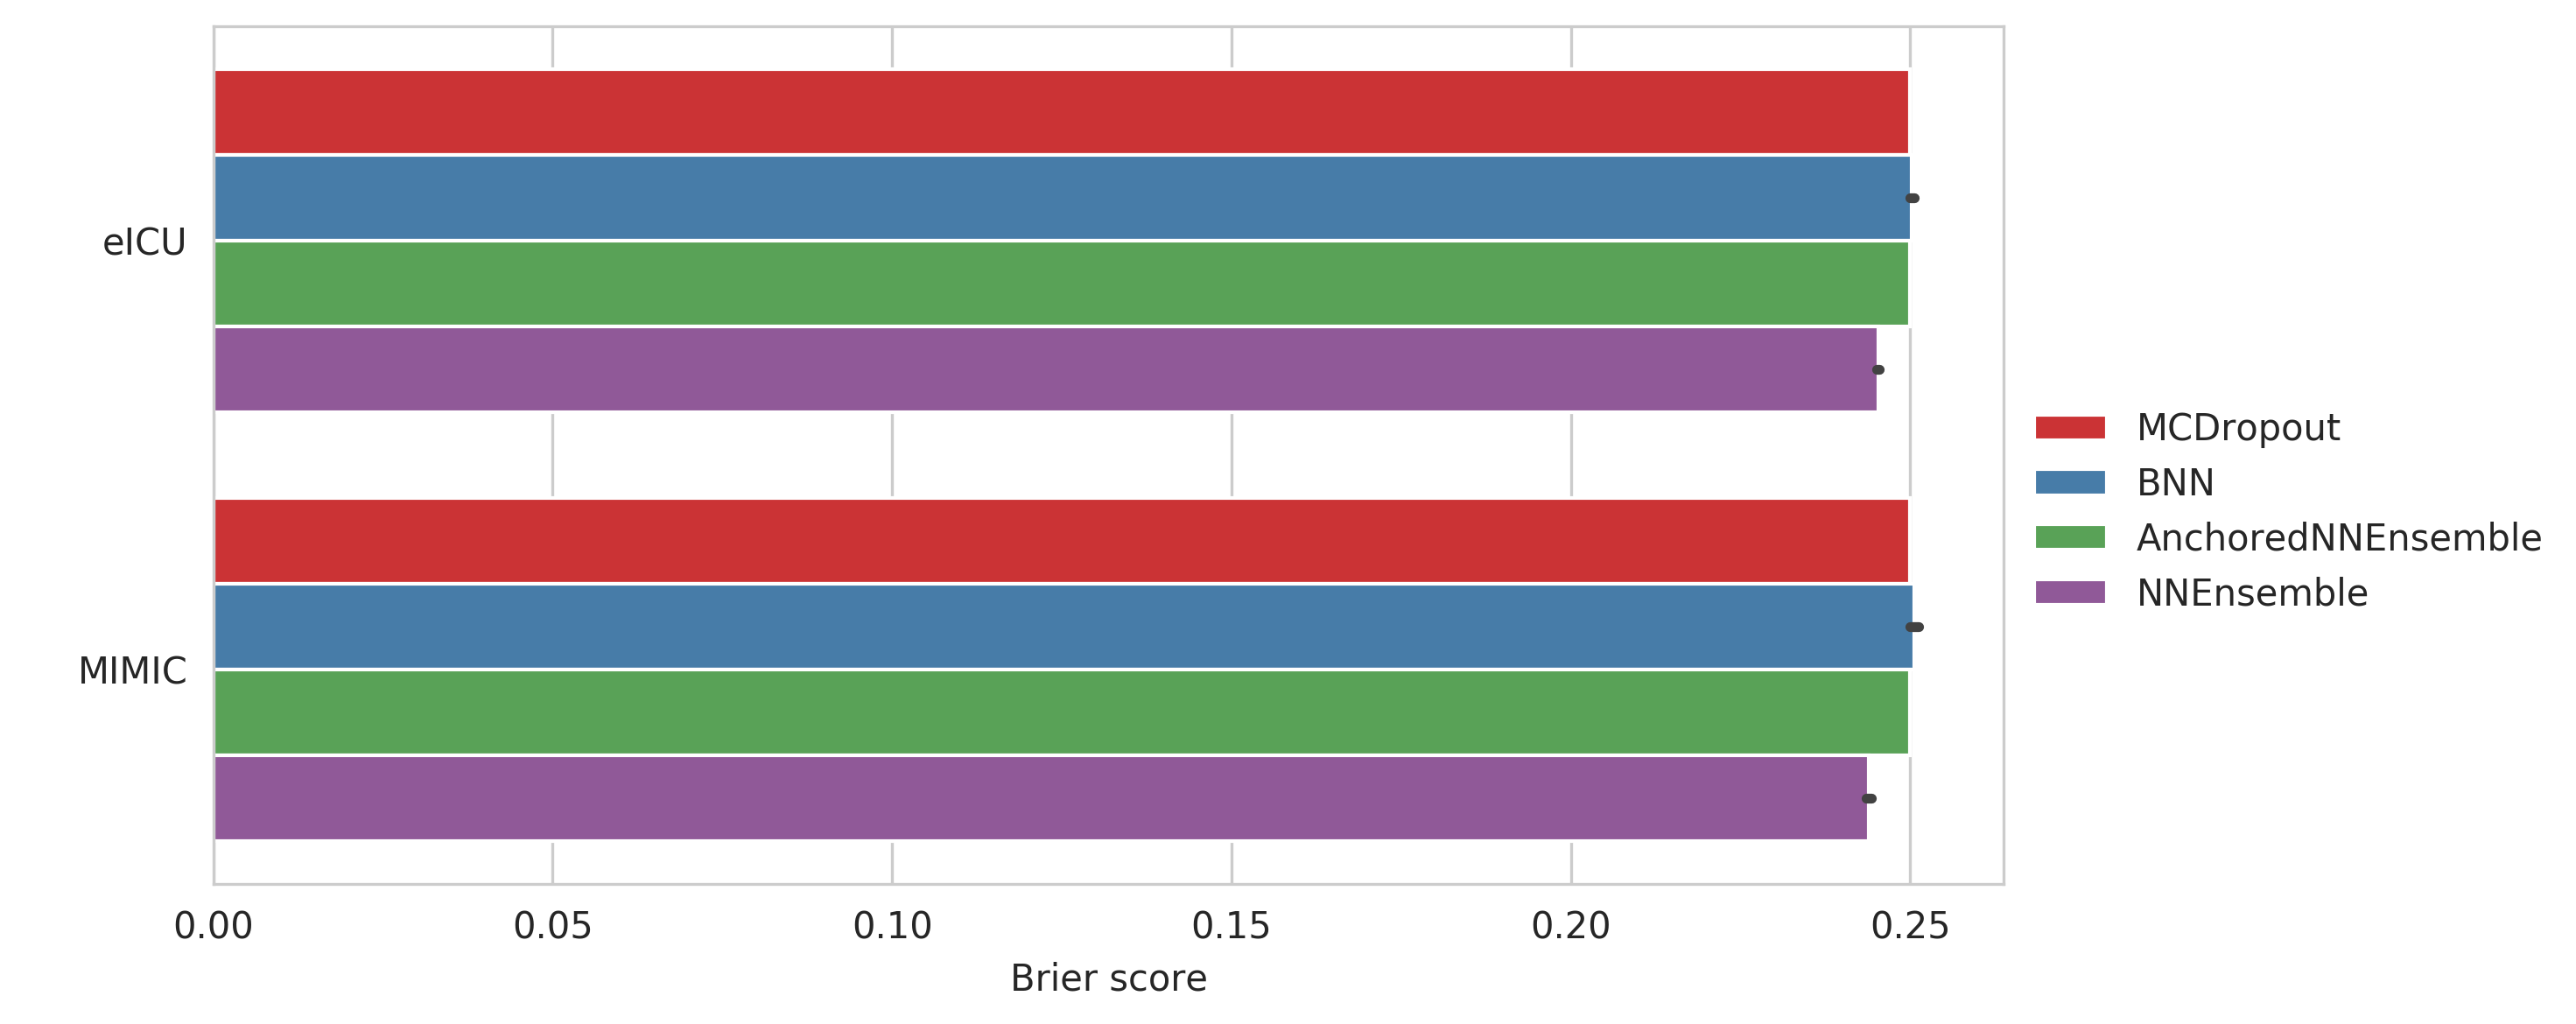 eICU
MIMIC
0.00 0.05 0.10 0.15 0.20 0.25
Brier score
MCDropout
BNN
AnchoredNNEnsemble
NNEnsemble